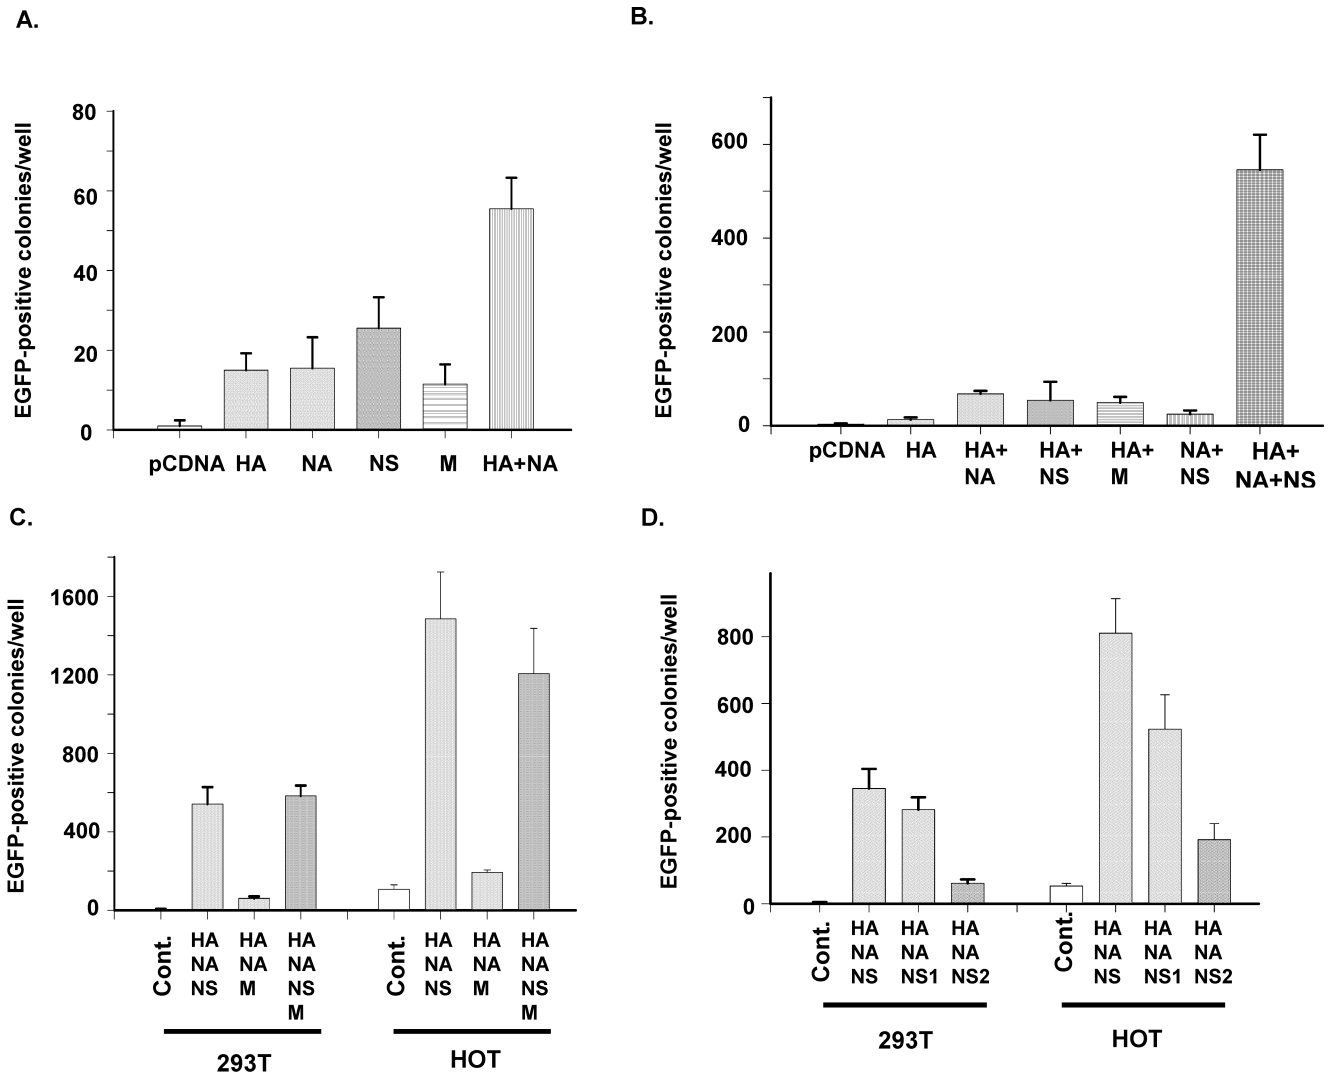 A.
EGFP-positive colonies/well
80
60
40
20
0
pCDNA HA NA NS M HA+NA
B.
EGFP-positive colonies/well
600
400
200
0
pCDNA HA HA+ HA+ HA+ NA+ HA+
NA NS M NS NA+NS
C.
EGFP-positive colonies/well
1600
1200
800
400
0
Cont. HA HA HA Cont. HA HA HA
NA NA NA NA NA NA
NS M NS NS M NS
M M
293T HOT
D.
EGFP-positive colonies/well
800
600
400
200
0
Cont. HA HA HA Cont. HA HA HA
NA NA NA NA NA NA
NS NS1 NS2 NS NS1 NS2
293T HOT